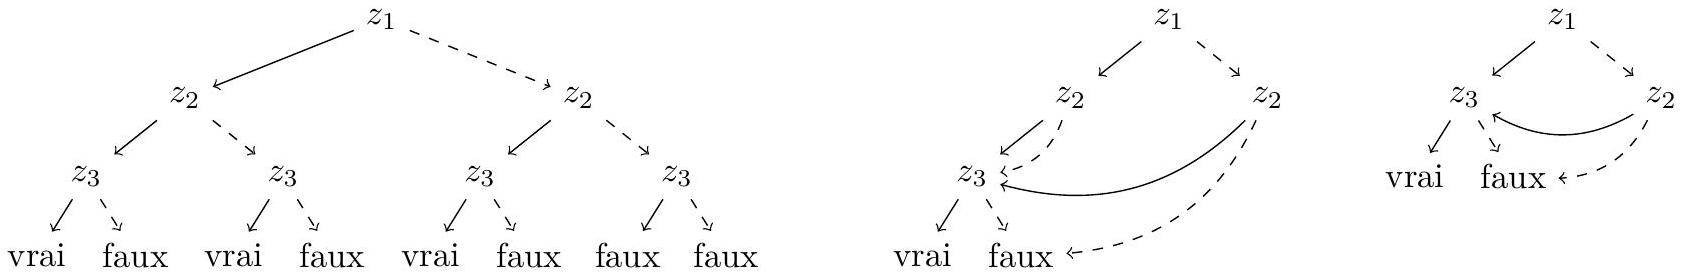 z₁ z₁ z₁
z₂ z₂ z₂ z₂ z₃ z₂
z₃ z₃ z₃ z₃ z₃ vrai faux
vrai faux vrai faux vrai faux faux faux vrai faux